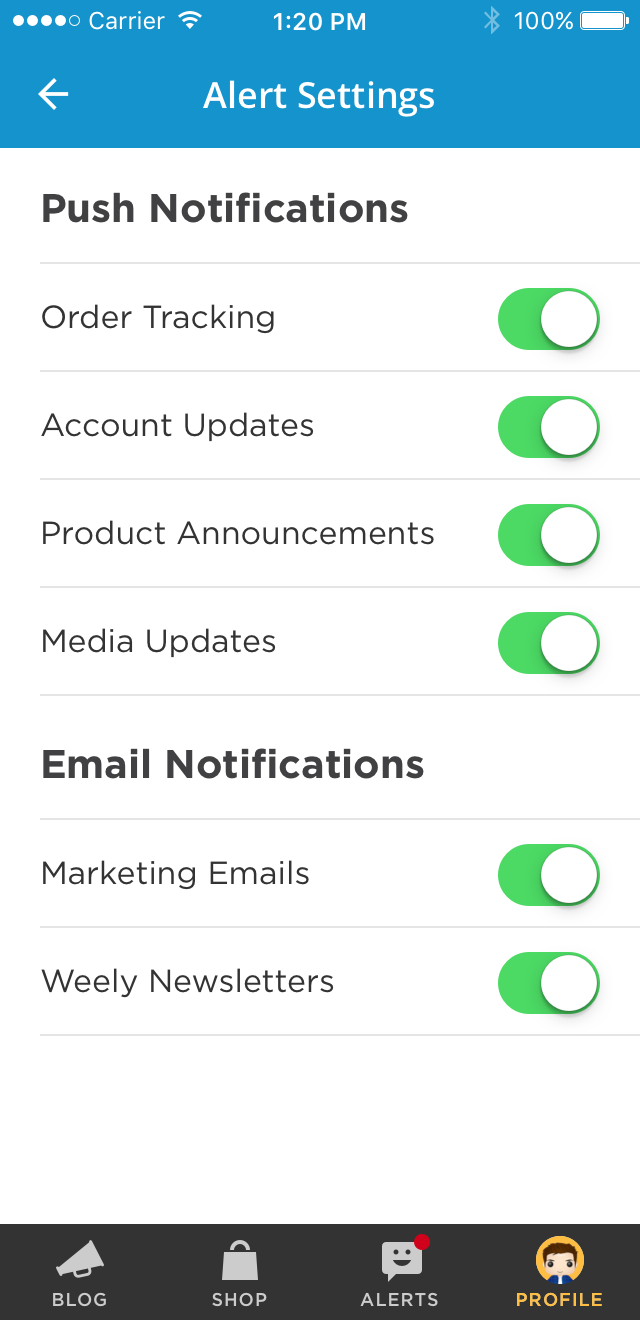 Carrier 1:20 PM 100%
Alert Settings
Push Notifications
Order Tracking
Account Updates
Product Announcements
Media Updates
Email Notifications
Marketing Emails
Weely Newsletters
BLOG SHOP ALERTS PROFILE